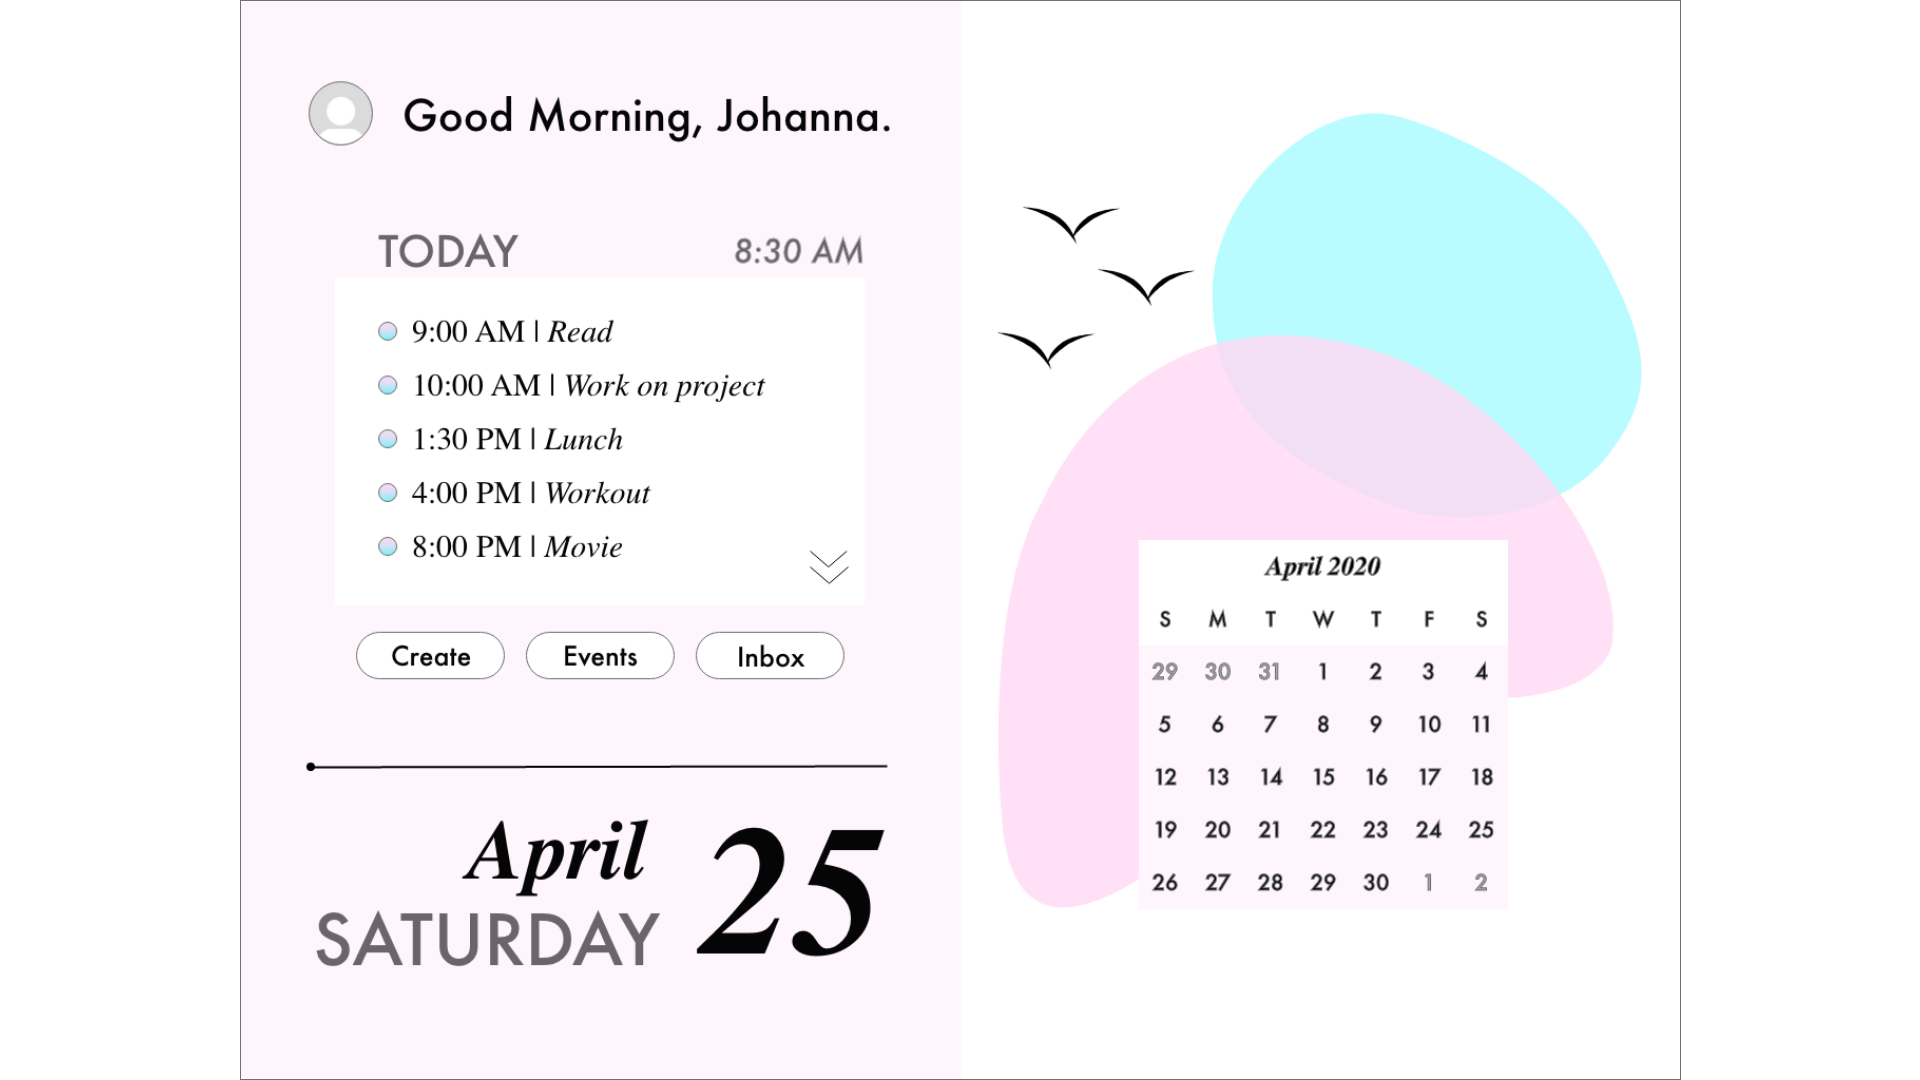 Good Morning, Johanna.
TODAY
8:30 AM
9:00 AM | Read
10:00 AM | Work on project
1:30 PM | Lunch
4:00 PM | Workout
8:00 PM | Movie
Create
Events
Inbox
April
SATURDAY
25
April 2020
S M T W T F S
29 30 31 1 2 3 4
5 6 7 8 9 10 11
12 13 14 15 16 17 18
19 20 21 22 23 24 25
26 27 28 29 30 1 2